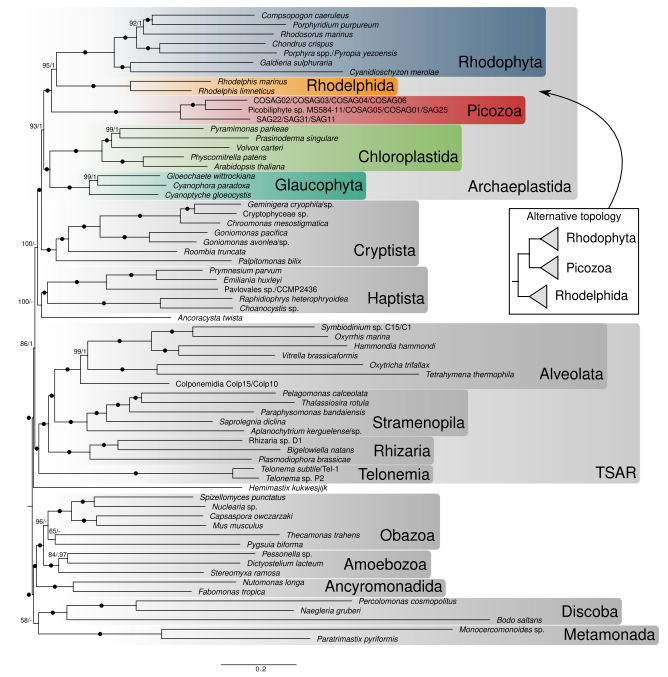 Compsopogon caeruleus
92/1
Porphyridium purpureum
Rhodosorus marinus
Chondrus crispus
Porphyra spp./Pyropia yezoensis
Galdieria sulphuraria
Rhodophyta
95/1
Cyanidioschyzon merolae
Rhodelphis marinus
Rhodelphis limneticus
Rhodelphida
COSAG02/COSAG03/COSAG04/COSAG06
Picobiliphyte sp. MS584-11/COSAG05/COSAG01/SAG25
SAG22/SAG31/SAG11
Picozoa
93/1
Pyramimonas parkeae
99/1
Prasinoderma singulare
Volvox carteri
Physcomitrella patens
Arabidopsis thaliana
Chloroplastida
Gloeochaete wittrockiana
99/1
Cyanophora paradoxa
Cyanoptyche gloeocystis
Glaucophyta
Archaeplastida
Geminigera cryophila/sp.
Cryptophyceae sp.
Chroomonas mesostigmatica
Goniomonas pacifica
Goniomonas avonlea/sp.
100/-
Roombia truncata
Palpitomonas bilix
Cryptista
Prymnesium parvum
Emiliania huxleyi
Pavlovales sp./CCMP2436
Raphidiophrys heterophryoidea
100/-
Choanocystis sp.
Haptista
Ancoracysta twista
Alternative topology
Rhodophyta
Picozoa
Rhodelphida
Symbiodinium sp. C15/C1
Oxyrrhis marina
86/1
Hammondia hammondi
99/1
Vitrella brassicaformis
Oxytricha trifallax
Tetrahymena thermophila
Alveolata
Colponemidia Colp15/Colp10
Pelagomonas calceolata
Thalassiosira rotula
Paraphysomonas bandaiensis
Saprolegnia diclina
Aplanochytrium kerguelense/sp.
Stramenopila
Rhizaria sp. D1
Bigelowiella natans
Plasmodiophora brassicae
Rhizaria
Telonema subtile/Tel-1
Telonema sp. P2
Telonemia
TSAR
Hemimastix kukwesjijk
Spizellomyces punctatus
Nuclearia sp.
Capsaspora owczarzaki
96/-
Mus musculus
65/-
Thecamonas trahens
Pygsuia biforma
Obazoa
84/.97
Pessonella sp.
Dictyostelium lacteum
Stereomyxa ramosa
Amoebozoa
Nutomonas longa
Fabomonas tropica
Ancyromonadida
Percolomonas cosmopolitus
Naegleria gruberi
58/-
Bodo saltans
Discoba
Monocercomonoides sp.
Paratrimastix pyriformis
Metamonada
0.2